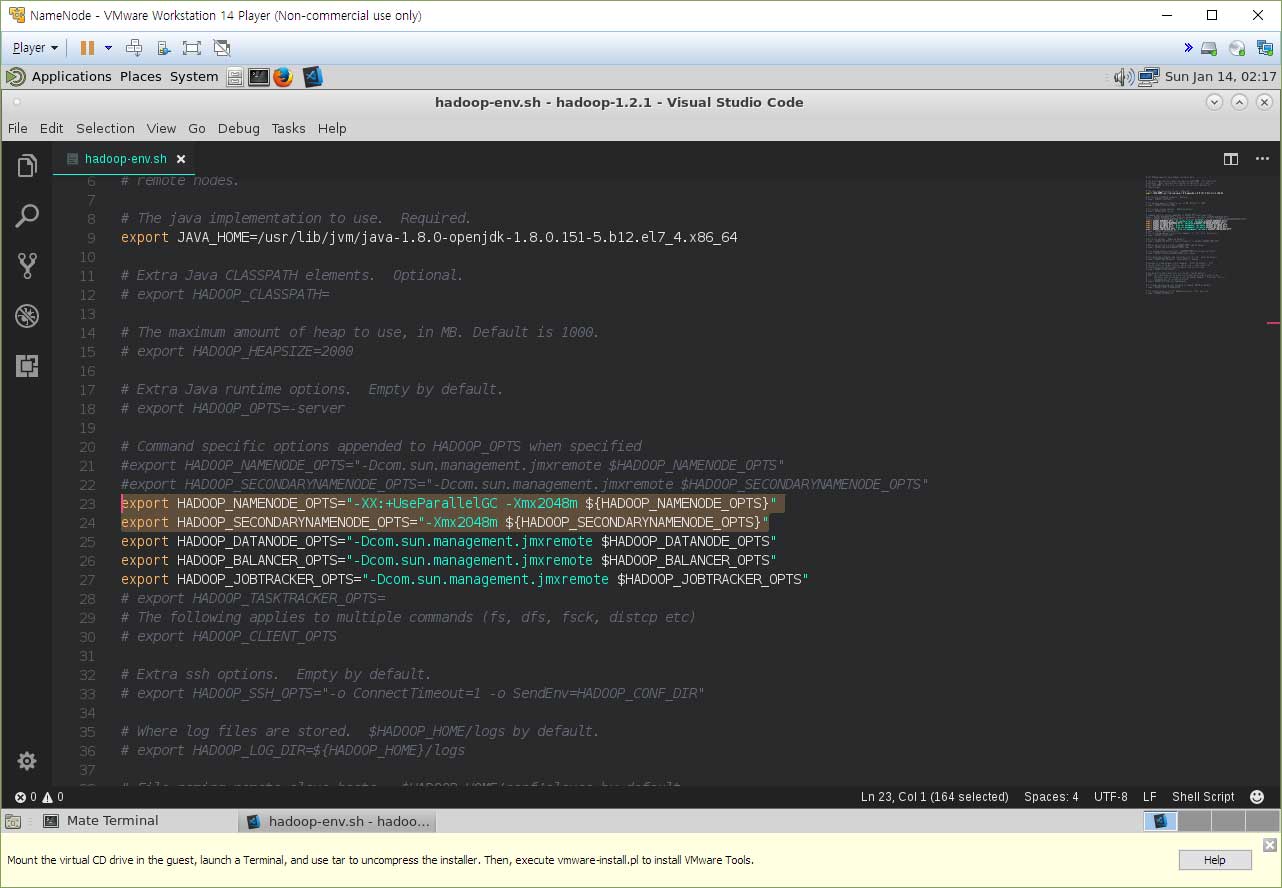 NameNode - VMware Workstation 14 Player (Non-commercial use only)
Player
Applications Places System Sun Jan 14, 02:17
hadoop-env.sh - hadoop-1.2.1 - Visual Studio Code
File Edit Selection View Go Debug Tasks Help
hadoop-env.sh
6 # remote nodes.
7
8 # The java implementation to use.  Required.
9 export JAVA_HOME=/usr/lib/jvm/java-1.8.0-openjdk-1.8.0.151-5.b12.el7_4.x86_64
10
11 # Extra Java CLASSPATH elements.  Optional.
12 # export HADOOP_CLASSPATH=
13
14 # The maximum amount of heap to use, in MB. Default is 1000.
15 # export HADOOP_HEAPSIZE=2000
16
17 # Extra Java runtime options.  Empty by default.
18 # export HADOOP_OPTS=-server
19
20 # Command specific options appended to HADOOP_OPTS when specified
21 #export HADOOP_NAMENODE_OPTS="-Dcom.sun.management.jmxremote $HADOOP_NAMENODE_OPTS"
22 #export HADOOP_SECONDARYNAMENODE_OPTS="-Dcom.sun.management.jmxremote $HADOOP_SECONDARYNAMENODE_OPTS"
23 export HADOOP_NAMENODE_OPTS="-XX:+UseParallelGC -Xmx2048m ${HADOOP_NAMENODE_OPTS}"
24 export HADOOP_SECONDARYNAMENODE_OPTS="-Xmx2048m ${HADOOP_SECONDARYNAMENODE_OPTS}"
25 export HADOOP_DATANODE_OPTS="-Dcom.sun.management.jmxremote $HADOOP_DATANODE_OPTS"
26 export HADOOP_BALANCER_OPTS="-Dcom.sun.management.jmxremote $HADOOP_BALANCER_OPTS"
27 export HADOOP_JOBTRACKER_OPTS="-Dcom.sun.management.jmxremote $HADOOP_JOBTRACKER_OPTS"
28 # export HADOOP_TASKTRACKER_OPTS=
29 # The following applies to multiple commands (fs, dfs, fsck, distcp etc)
30 # export HADOOP_CLIENT_OPTS
31
32 # Extra ssh options.  Empty by default.
33 # export HADOOP_SSH_OPTS="-o ConnectTimeout=1 -o SendEnv=HADOOP_CONF_DIR"
34
35 # Where log files are stored.  $HADOOP_HOME/logs by default.
36 # export HADOOP_LOG_DIR=${HADOOP_HOME}/logs
37
0 0 Ln 23, Col 1 (164 selected) Spaces: 4 UTF-8 LF Shell Script
Mate Terminal hadoop-env.sh - hadoo...
Mount the virtual CD drive in the guest, launch a Terminal, and use tar to uncompress the installer. Then, execute vmware-install.pl to install VMware Tools. Help